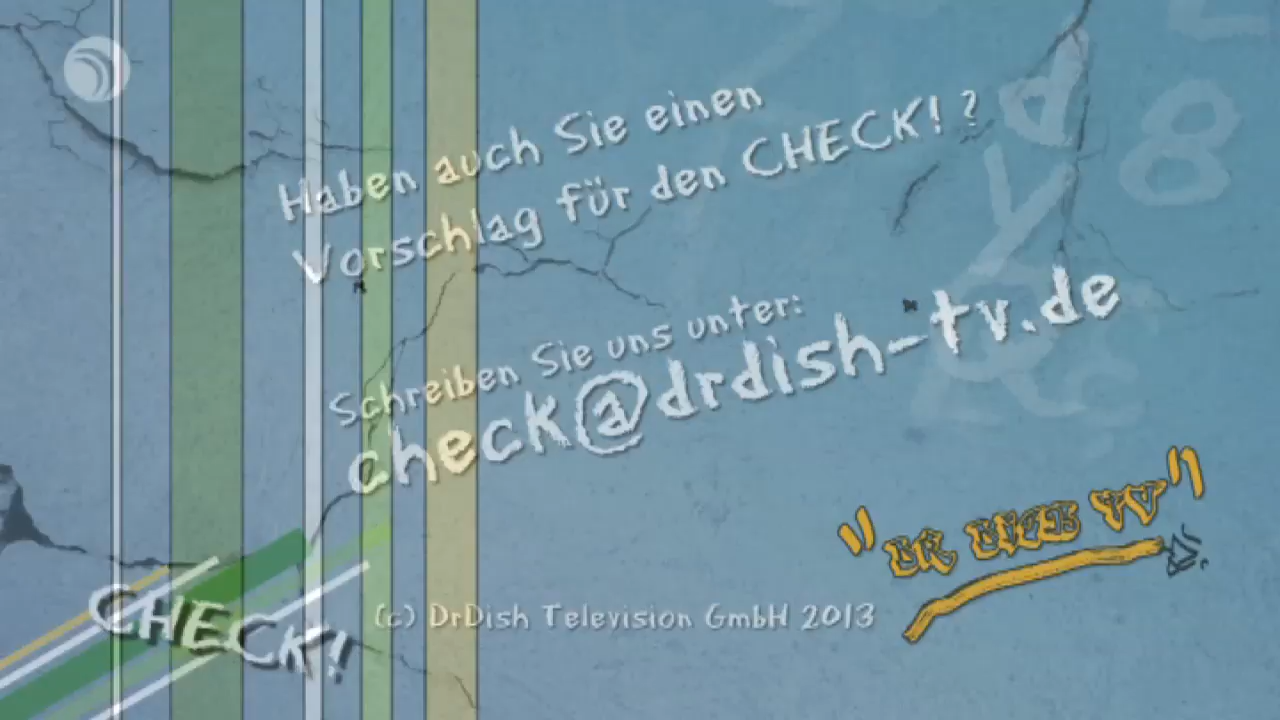 Haben auch Sie einen
Vorschlag für den CHECK! ?
Schreiben Sie uns unter:
check@drdish-tv.de
(c) DrDish Television GmbH 2013
CHECK!